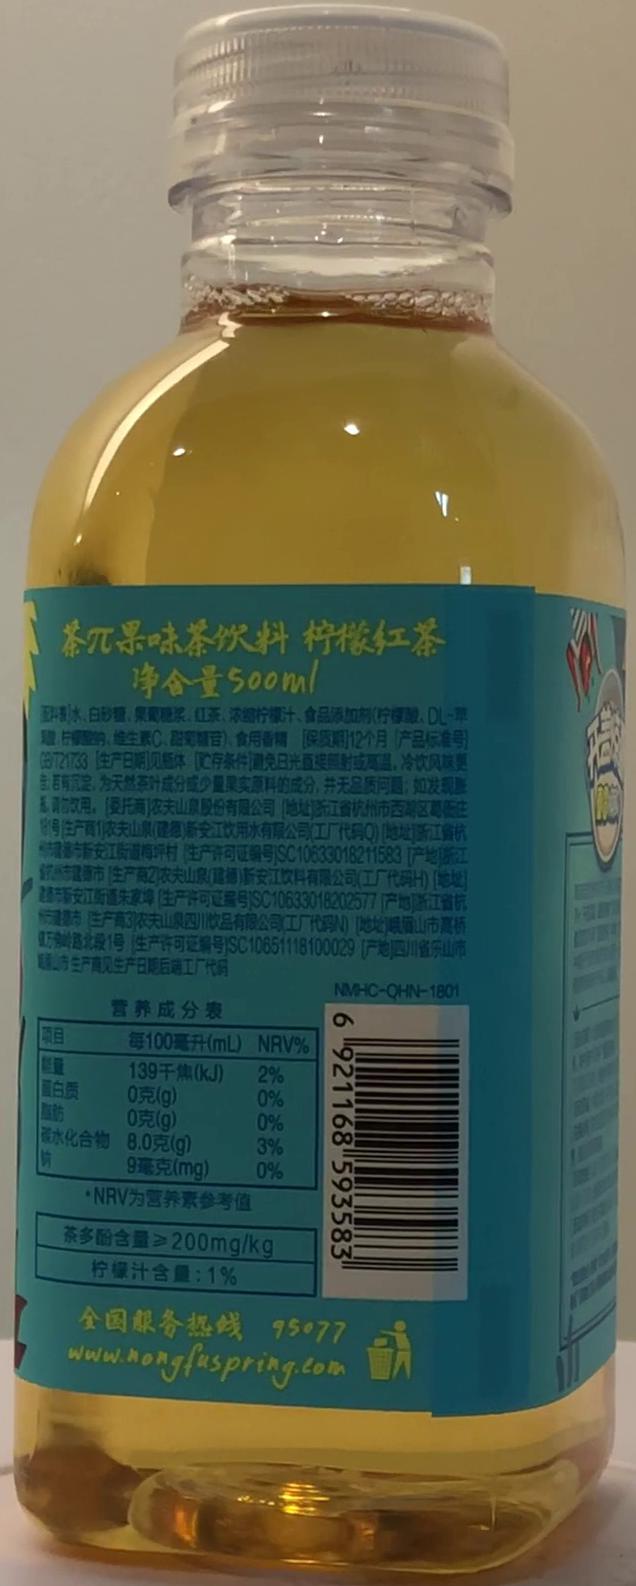 茶π果味茶饮料 柠檬红茶
净含量500ml
[配料表]水、白砂糖、果葡糖浆、红茶、浓缩柠檬汁、食品添加剂(柠檬酸、DL-苹
果酸、柠檬酸钠、维生素C、甜菊糖苷)、食用香精 [保质期]12个月 [产品标准号]
GB/T21733 [生产日期]见瓶体 [贮存条件]避免日光直接照射或高温，冷饮风味更
佳；若有沉淀，为天然茶叶成分或少量果实原料的成分，并无品质问题；如发现胀
瓶，请勿饮用。 [委托商]农夫山泉股份有限公司 [地址]浙江省杭州市西湖区葛衙庄
181号 [生产商1]农夫山泉(建德)新安江饮用水有限公司(工厂代码Q) [地址]浙江省杭
州市建德市新安江街道梅坪村 [生产许可证编号]SC10633018211583 [产地]浙江
省杭州市建德市 [生产商2]农夫山泉(建德)新安江饮料有限公司(工厂代码H) [地址]
建德市新安江街道朱家埠 [生产许可证编号]SC10633018202577 [产地]浙江省杭
州市建德市 [生产商3]农夫山泉四川饮品有限公司(工厂代码N) [地址]峨眉山市高桥
镇万佛岭路北段1号 [生产许可证编号]SC10651118100029 [产地]四川省乐山市
峨眉山市 生产商见生产日期后端工厂代码
NMHC-QHN-1801
营养成分表
项目 每100毫升(mL) NRV%
能量 139千焦(kJ) 2%
蛋白质 0克(g) 0%
脂肪 0克(g) 0%
碳水化合物 8.0克(g) 3%
钠 9毫克(mg) 0%
*NRV为营养素参考值
茶多酚含量≥200mg/kg
柠檬汁含量:1%
6 921168 593583
全国服务热线 95077
www.nongfuspring.com